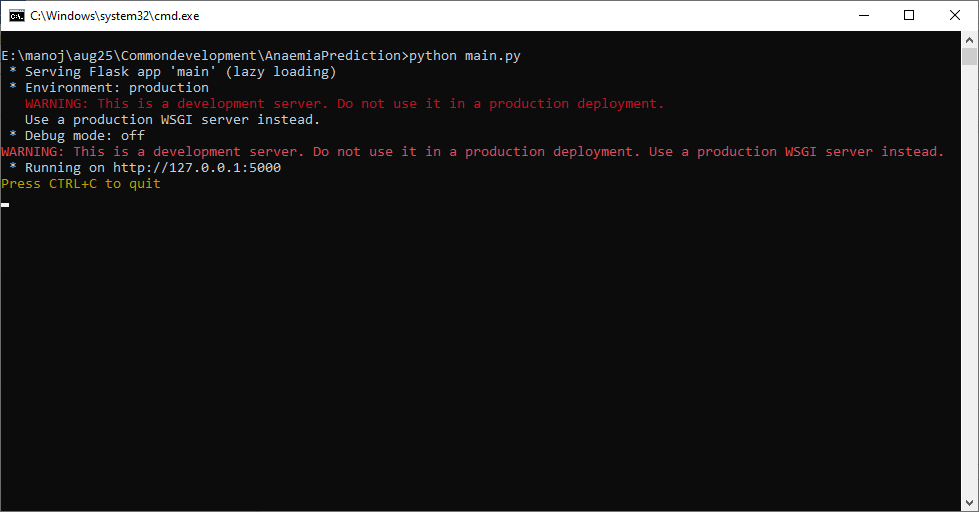 C:\Windows\system32\cmd.exe
E:\manoj\aug25\Commondevelopment\AnaemiaPrediction>python main.py
 * Serving Flask app 'main' (lazy loading)
 * Environment: production
   WARNING: This is a development server. Do not use it in a production deployment.
   Use a production WSGI server instead.
 * Debug mode: off
WARNING: This is a development server. Do not use it in a production deployment. Use a production WSGI server instead.
 * Running on http://127.0.0.1:5000
Press CTRL+C to quit